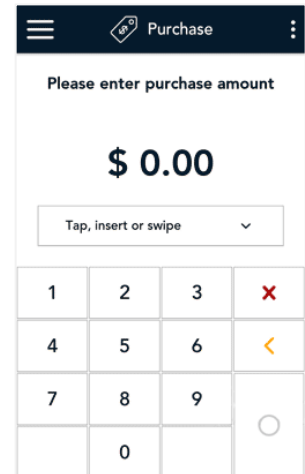 Purchase
Please enter purchase amount
$ 0.00
Tap, insert or swipe
1 2 3
4 5 6
7 8 9
0